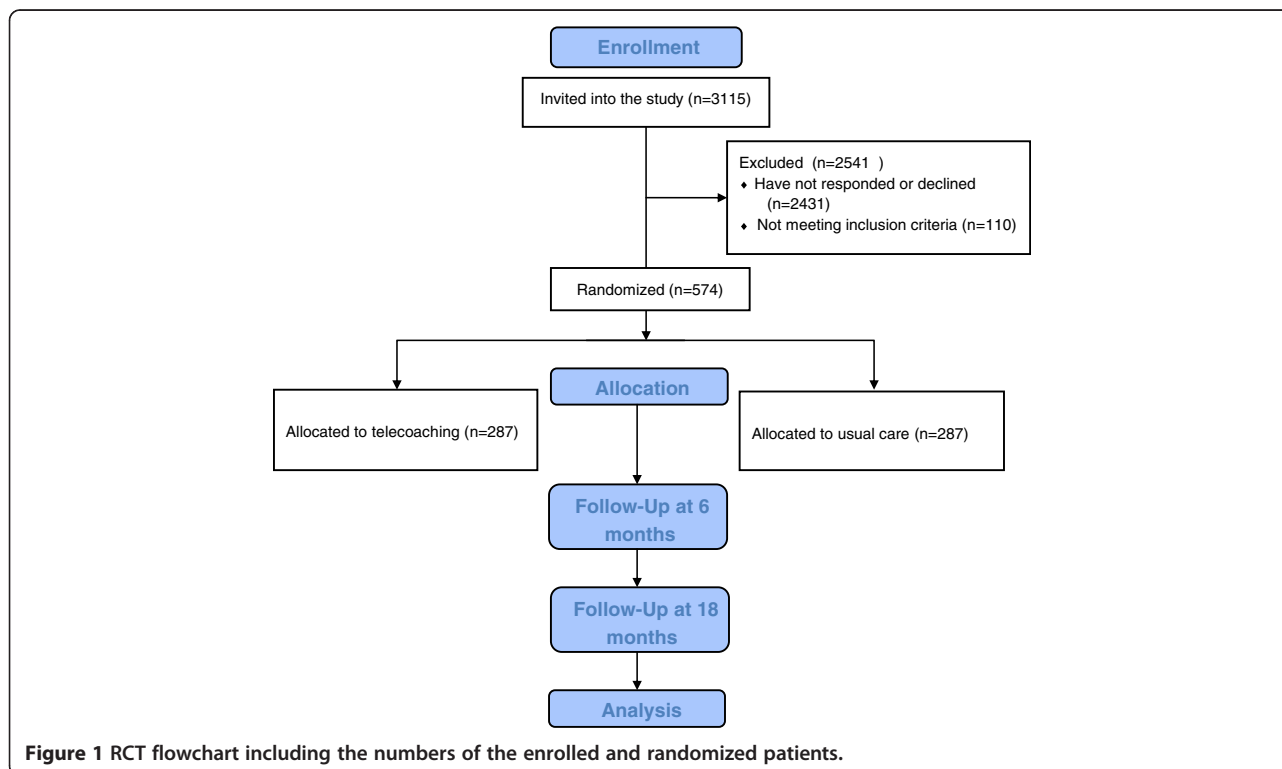 Enrollment
Invited into the study (n=3115)
Excluded (n=2541 )
♦ Have not responded or declined
(n=2431)
♦ Not meeting inclusion criteria (n=110)
Randomized (n=574)
Allocation
Allocated to telecoaching (n=287)
Allocated to usual care (n=287)
Follow-Up at 6
months
Follow-Up at 18
months
Analysis
Figure 1 RCT flowchart including the numbers of the enrolled and randomized patients.